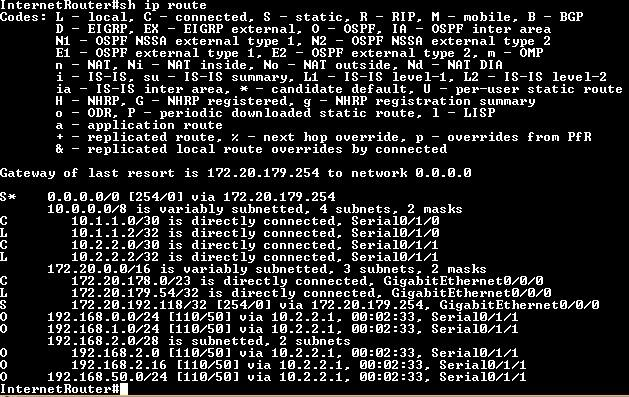 InternetRouter#sh ip route
Codes: L - local, C - connected, S - static, R - RIP, M - mobile, B - BGP
D - EIGRP, EX - EIGRP external, O - OSPF, IA - OSPF inter area
N1 - OSPF NSSA external type 1, N2 - OSPF NSSA external type 2
E1 - OSPF external type 1, E2 - OSPF external type 2, m - OMP
n - NAT, Ni - NAT inside, No - NAT outside, Nd - NAT DIA
i - IS-IS, su - IS-IS summary, L1 - IS-IS level-1, L2 - IS-IS level-2
ia - IS-IS inter area, * - candidate default, U - per-user static route
H - NHRP, G - NHRP registered, g - NHRP registration summary
o - ODR, P - periodic downloaded static route, l - LISP
a - application route
+ - replicated route, % - next hop override, p - overrides from PfR
& - replicated local route overrides by connected
Gateway of last resort is 172.20.179.254 to network 0.0.0.0
S* 0.0.0.0/0 [254/0] via 172.20.179.254
10.0.0.0/8 is variably subnetted, 4 subnets, 2 masks
C 10.1.1.0/30 is directly connected, Serial0/1/0
L 10.1.1.2/32 is directly connected, Serial0/1/0
C 10.2.2.0/30 is directly connected, Serial0/1/1
L 10.2.2.2/32 is directly connected, Serial0/1/1
172.20.0.0/16 is variably subnetted, 3 subnets, 2 masks
C 172.20.178.0/23 is directly connected, GigabitEthernet0/0/0
L 172.20.179.54/32 is directly connected, GigabitEthernet0/0/0
S 172.20.192.118/32 [254/0] via 172.20.179.254, GigabitEthernet0/0/0
O 192.168.0.0/24 [110/50] via 10.2.2.1, 00:02:33, Serial0/1/1
O 192.168.1.0/24 [110/50] via 10.2.2.1, 00:02:33, Serial0/1/1
192.168.2.0/28 is subnetted, 2 subnets
O 192.168.2.0 [110/50] via 10.2.2.1, 00:02:33, Serial0/1/1
O 192.168.2.16 [110/50] via 10.2.2.1, 00:02:33, Serial0/1/1
O 192.168.50.0/24 [110/50] via 10.2.2.1, 00:02:33, Serial0/1/1
InternetRouter#